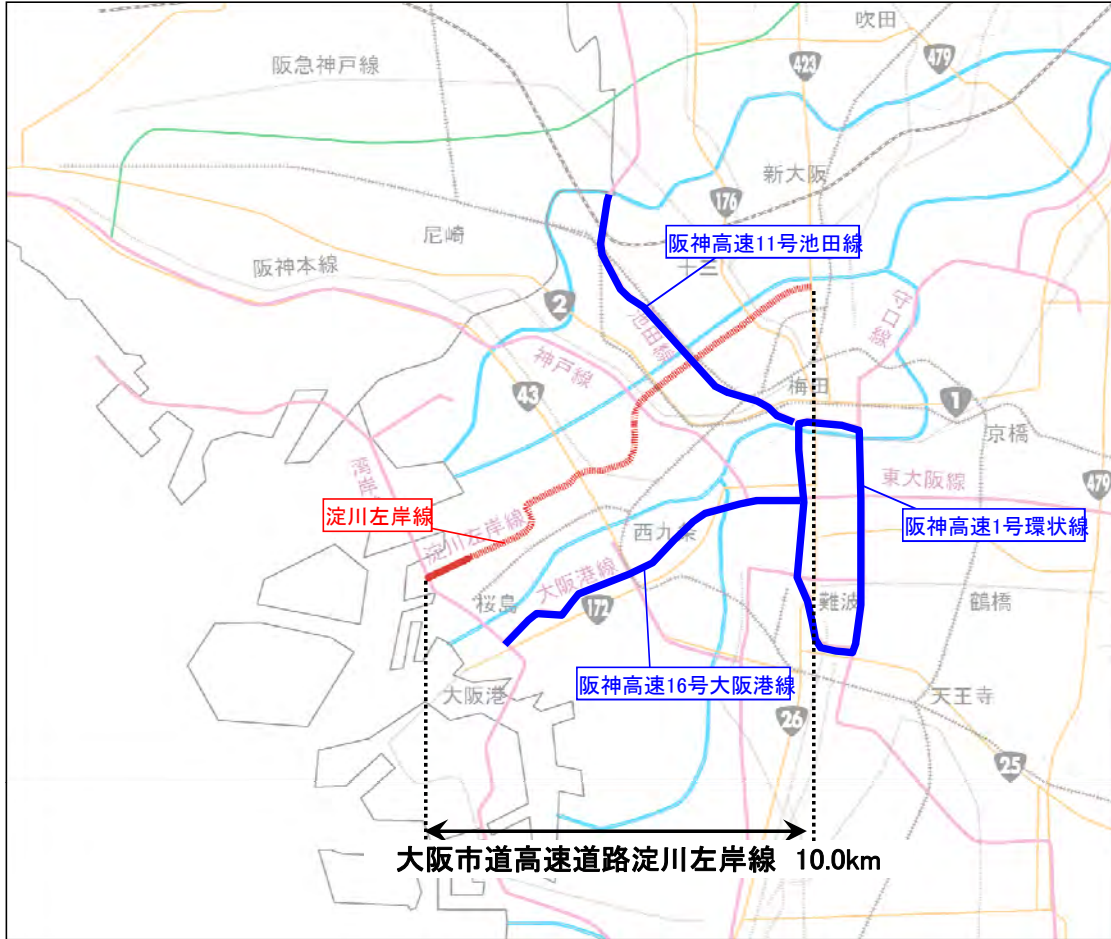 吹田
阪急神戸線
423
479
新大阪
176
尼崎
阪神高速11号池田線
十三
阪神本線
2
守口線
池田線
神戸線
梅田
43
1
京橋
東大阪線
479
湾岸
淀川左岸線
阪神高速1号環状線
淀川左岸線
西九条
大阪港線
桜島
172
難波
鶴橋
阪神高速16号大阪港線
大阪港
天王寺
26
25
大阪市道高速道路淀川左岸線 10.0km